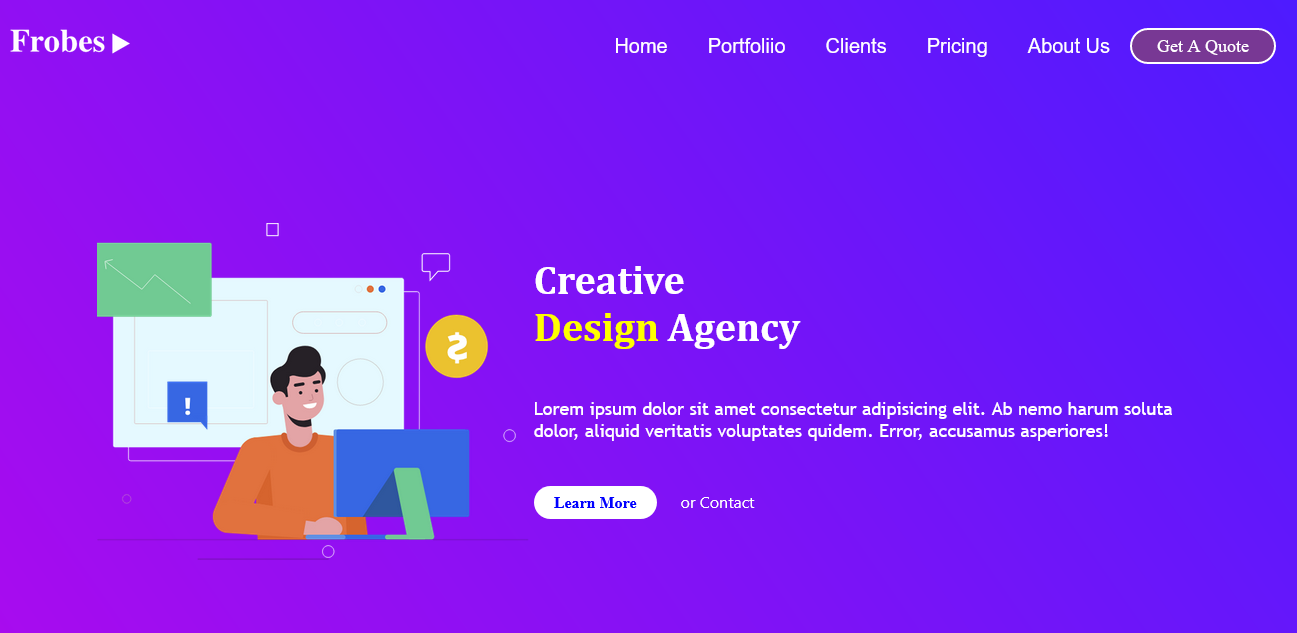 Frobes
Home Portfoliio Clients Pricing About Us Get A Quote
!
$
Creative
Design Agency
Lorem ipsum dolor sit amet consectetur adipisicing elit. Ab nemo harum soluta
dolor, aliquid veritatis voluptates quidem. Error, accusamus asperiores!
Learn More or Contact